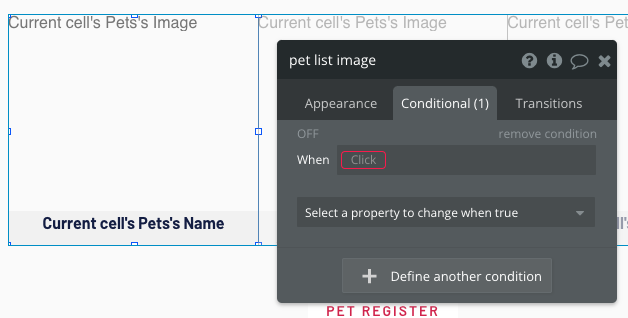 Current cell's Pets's Image
Current cell's Pets's Image
Current cell's Pets
pet list image
Appearance
Conditional (1)
Transitions
OFF
remove condition
When
Click
Select a property to change when true
Current cell's Pets's Name
Define another condition
PET REGISTER